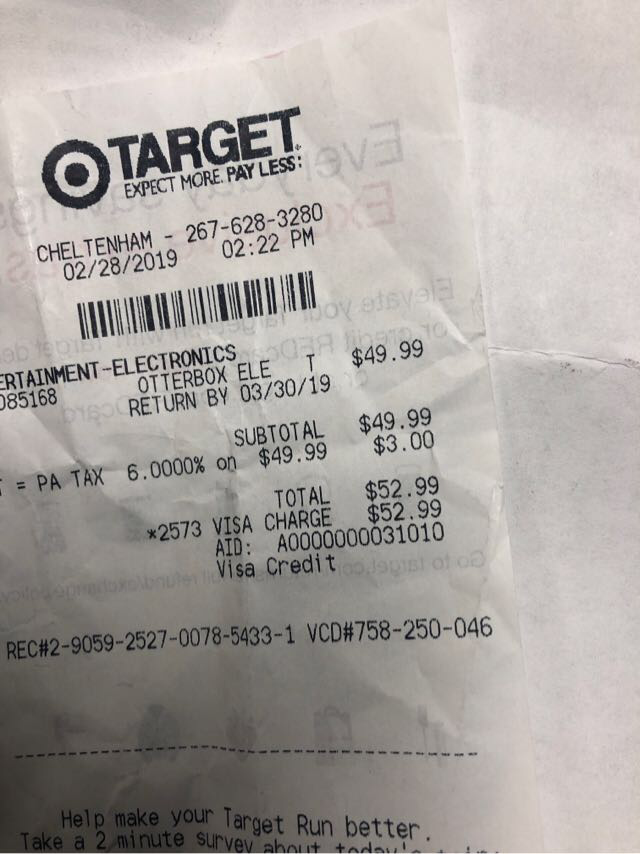 TARGET
EXPECT MORE. PAY LESS:
CHELTENHAM - 267-628-3280
02/28/2019 02:22 PM
ERTAINMENT-ELECTRONICS
085168 OTTERBOX ELE T $49.99
RETURN BY 03/30/19
SUBTOTAL $49.99
T = PA TAX 6.0000% on $49.99 $3.00
TOTAL $52.99
*2573 VISA CHARGE $52.99
AID: A0000000031010
Visa Credit
REC#2-9059-2527-0078-5433-1 VCD#758-250-046
Help make your Target Run better.
Take a 2 minute survey about today's